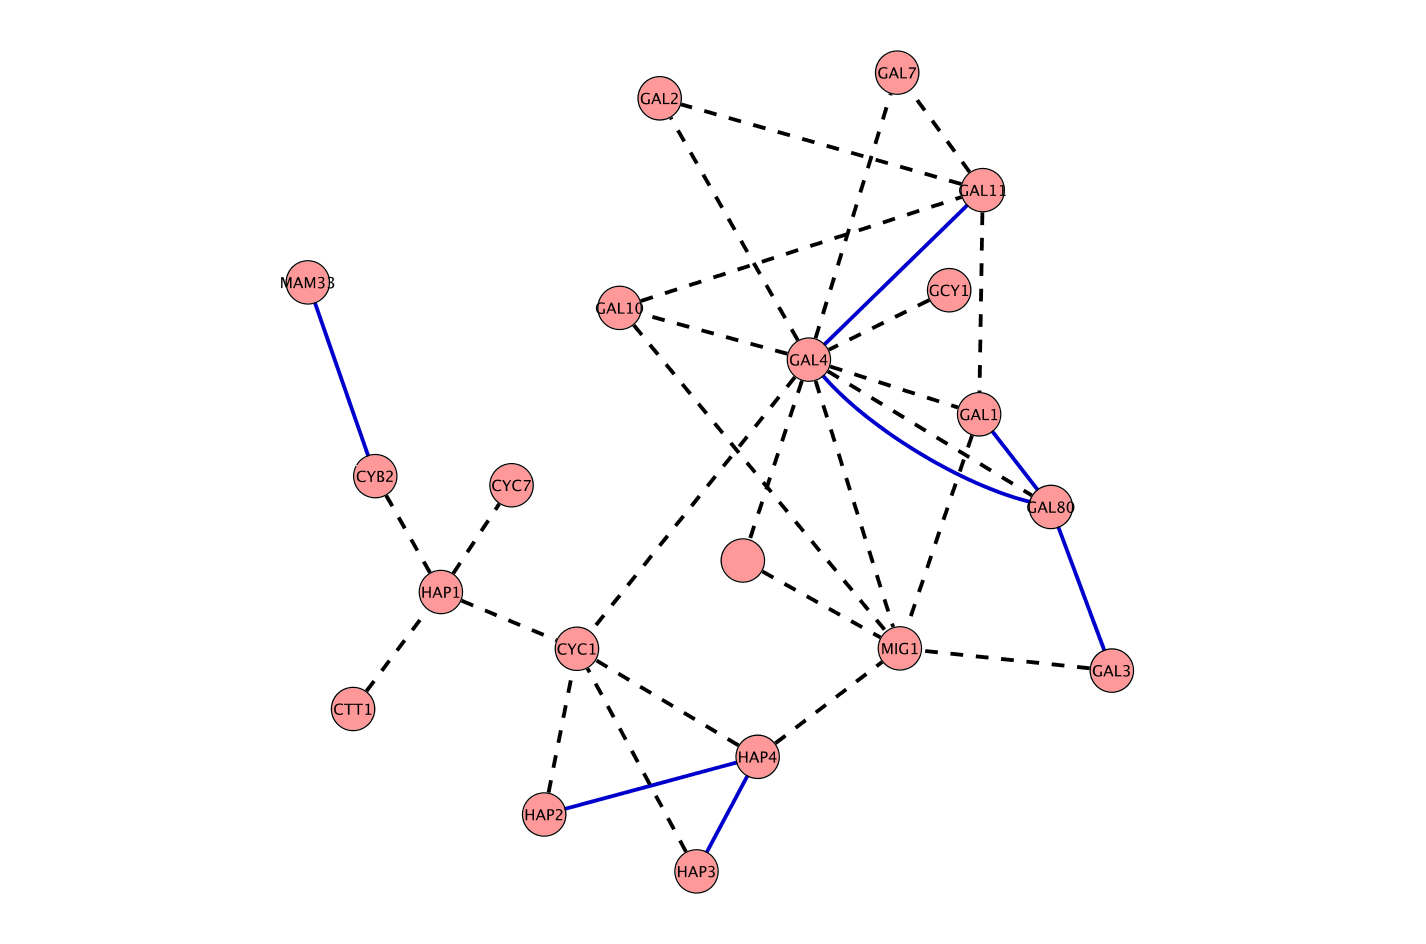 GAL7
GAL2
GAL11
MAM33
GCY1
GAL10
GAL4
GAL1
CYB2
CYC7
GAL80
HAP1
CYC1
MIG1
GAL3
CTT1
HAP4
HAP2
HAP3